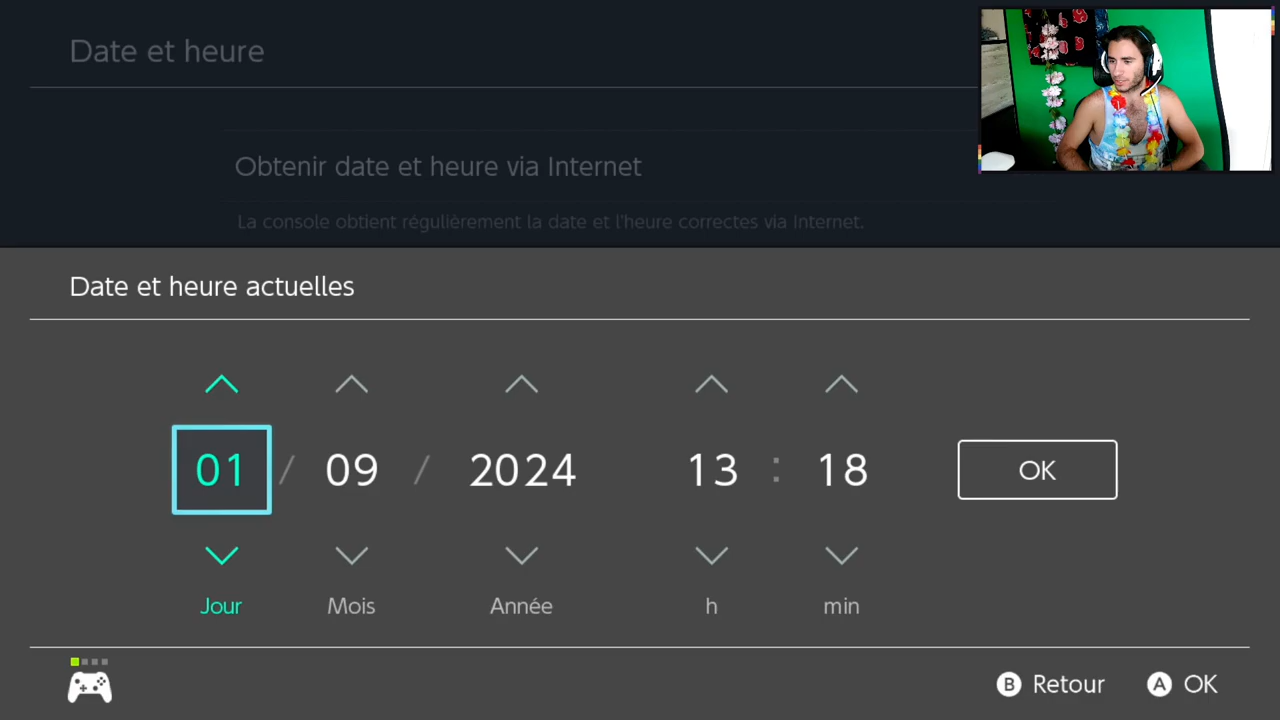 Date et heure
Obtenir date et heure via Internet
La console obtient régulièrement la date et l'heure correctes via Internet.
Date et heure actuelles
01 / 09 / 2024 13 : 18 OK
Jour Mois Année h min
B Retour A OK